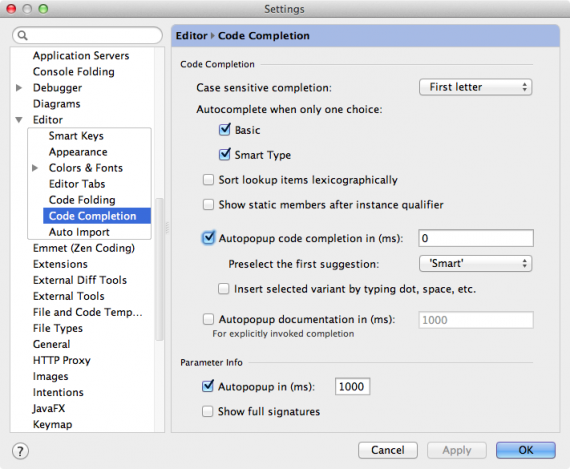 Settings
Application Servers
Console Folding
Debugger
Diagrams
Editor
Smart Keys
Appearance
Colors & Fonts
Editor Tabs
Code Folding
Code Completion
Auto Import
Emmet (Zen Coding)
Extensions
External Diff Tools
External Tools
File and Code Temp...
File Types
General
HTTP Proxy
Images
Intentions
JavaFX
Keymap
Editor › Code Completion
Code Completion
Case sensitive completion: First letter
Autocomplete when only one choice:
Basic
Smart Type
Sort lookup items lexicographically
Show static members after instance qualifier
Autopopup code completion in (ms): 0
Preselect the first suggestion: 'Smart'
Insert selected variant by typing dot, space, etc.
Autopopup documentation in (ms): 1000
For explicitly invoked completion
Parameter Info
Autopopup in (ms): 1000
Show full signatures
? Cancel Apply OK